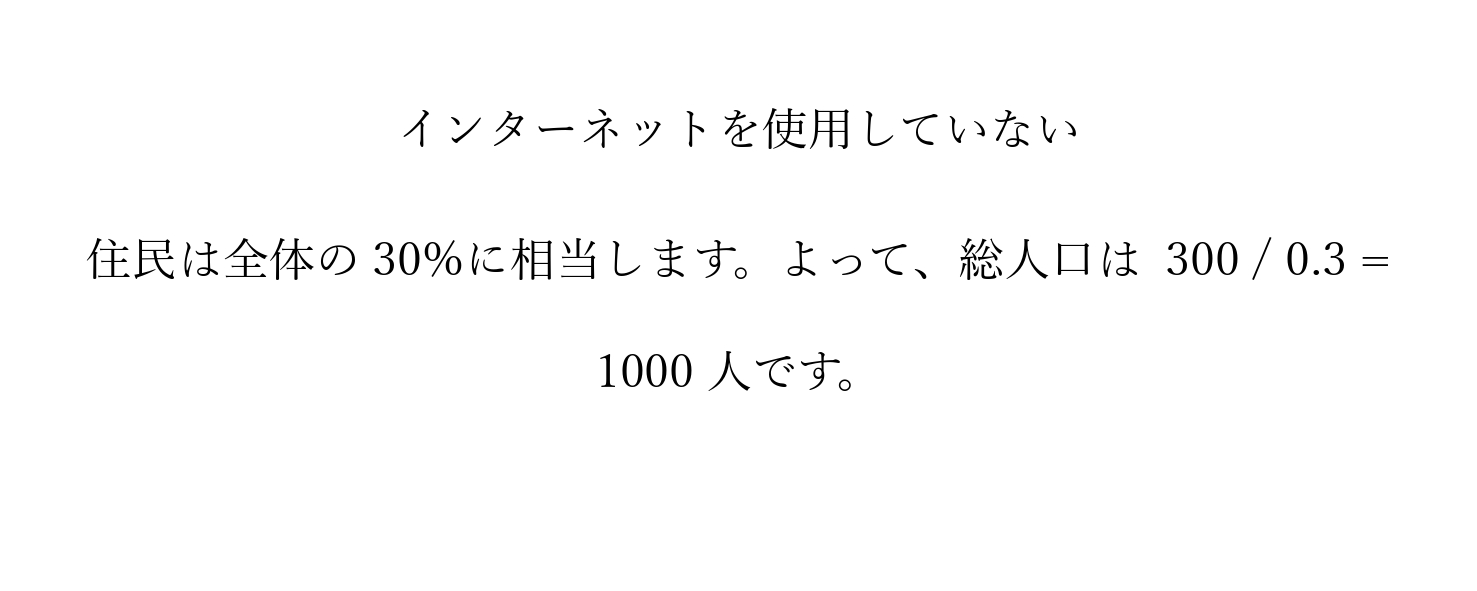 インターネットを使用していない
住民は全体の 30%に相当します。よって、総人口は 300 / 0.3 =
1000 人です。